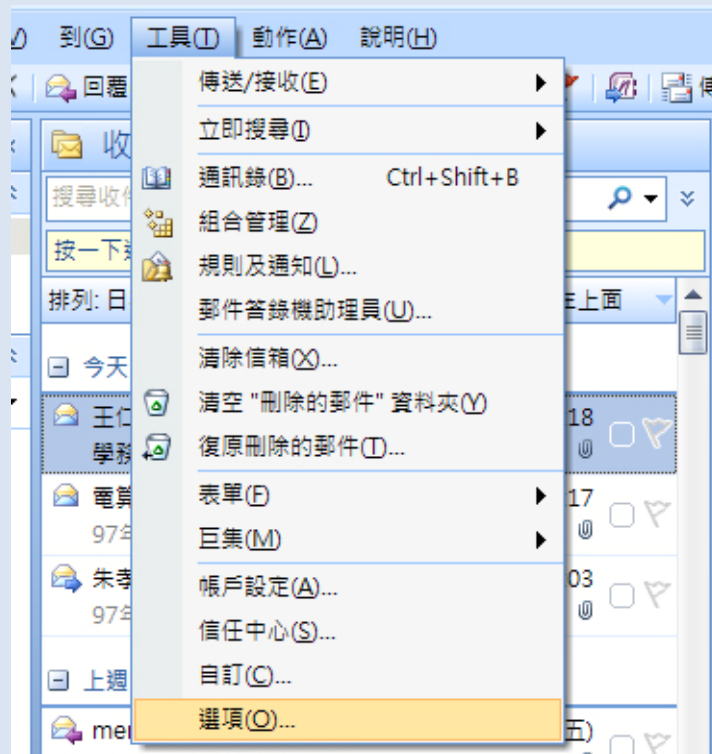 到(G) 工具(T) 動作(A) 說明(H)
回覆
傳送/接收(E)
立即搜尋(I)
收
通訊錄(B)... Ctrl+Shift+B
搜尋收件
組合管理(Z)
按一下
規則及通知(L)...
排列: 日
郵件答錄機助理員(U)...
在上面
今天
清除信箱(X)...
清空 "刪除的郵件" 資料夾(Y)
18
學務
復原刪除的郵件(T)...
表單(F)
17
97年
巨集(M)
03
97年
帳戶設定(A)...
信任中心(S)...
上週
自訂(C)...
選項(O)...
五)